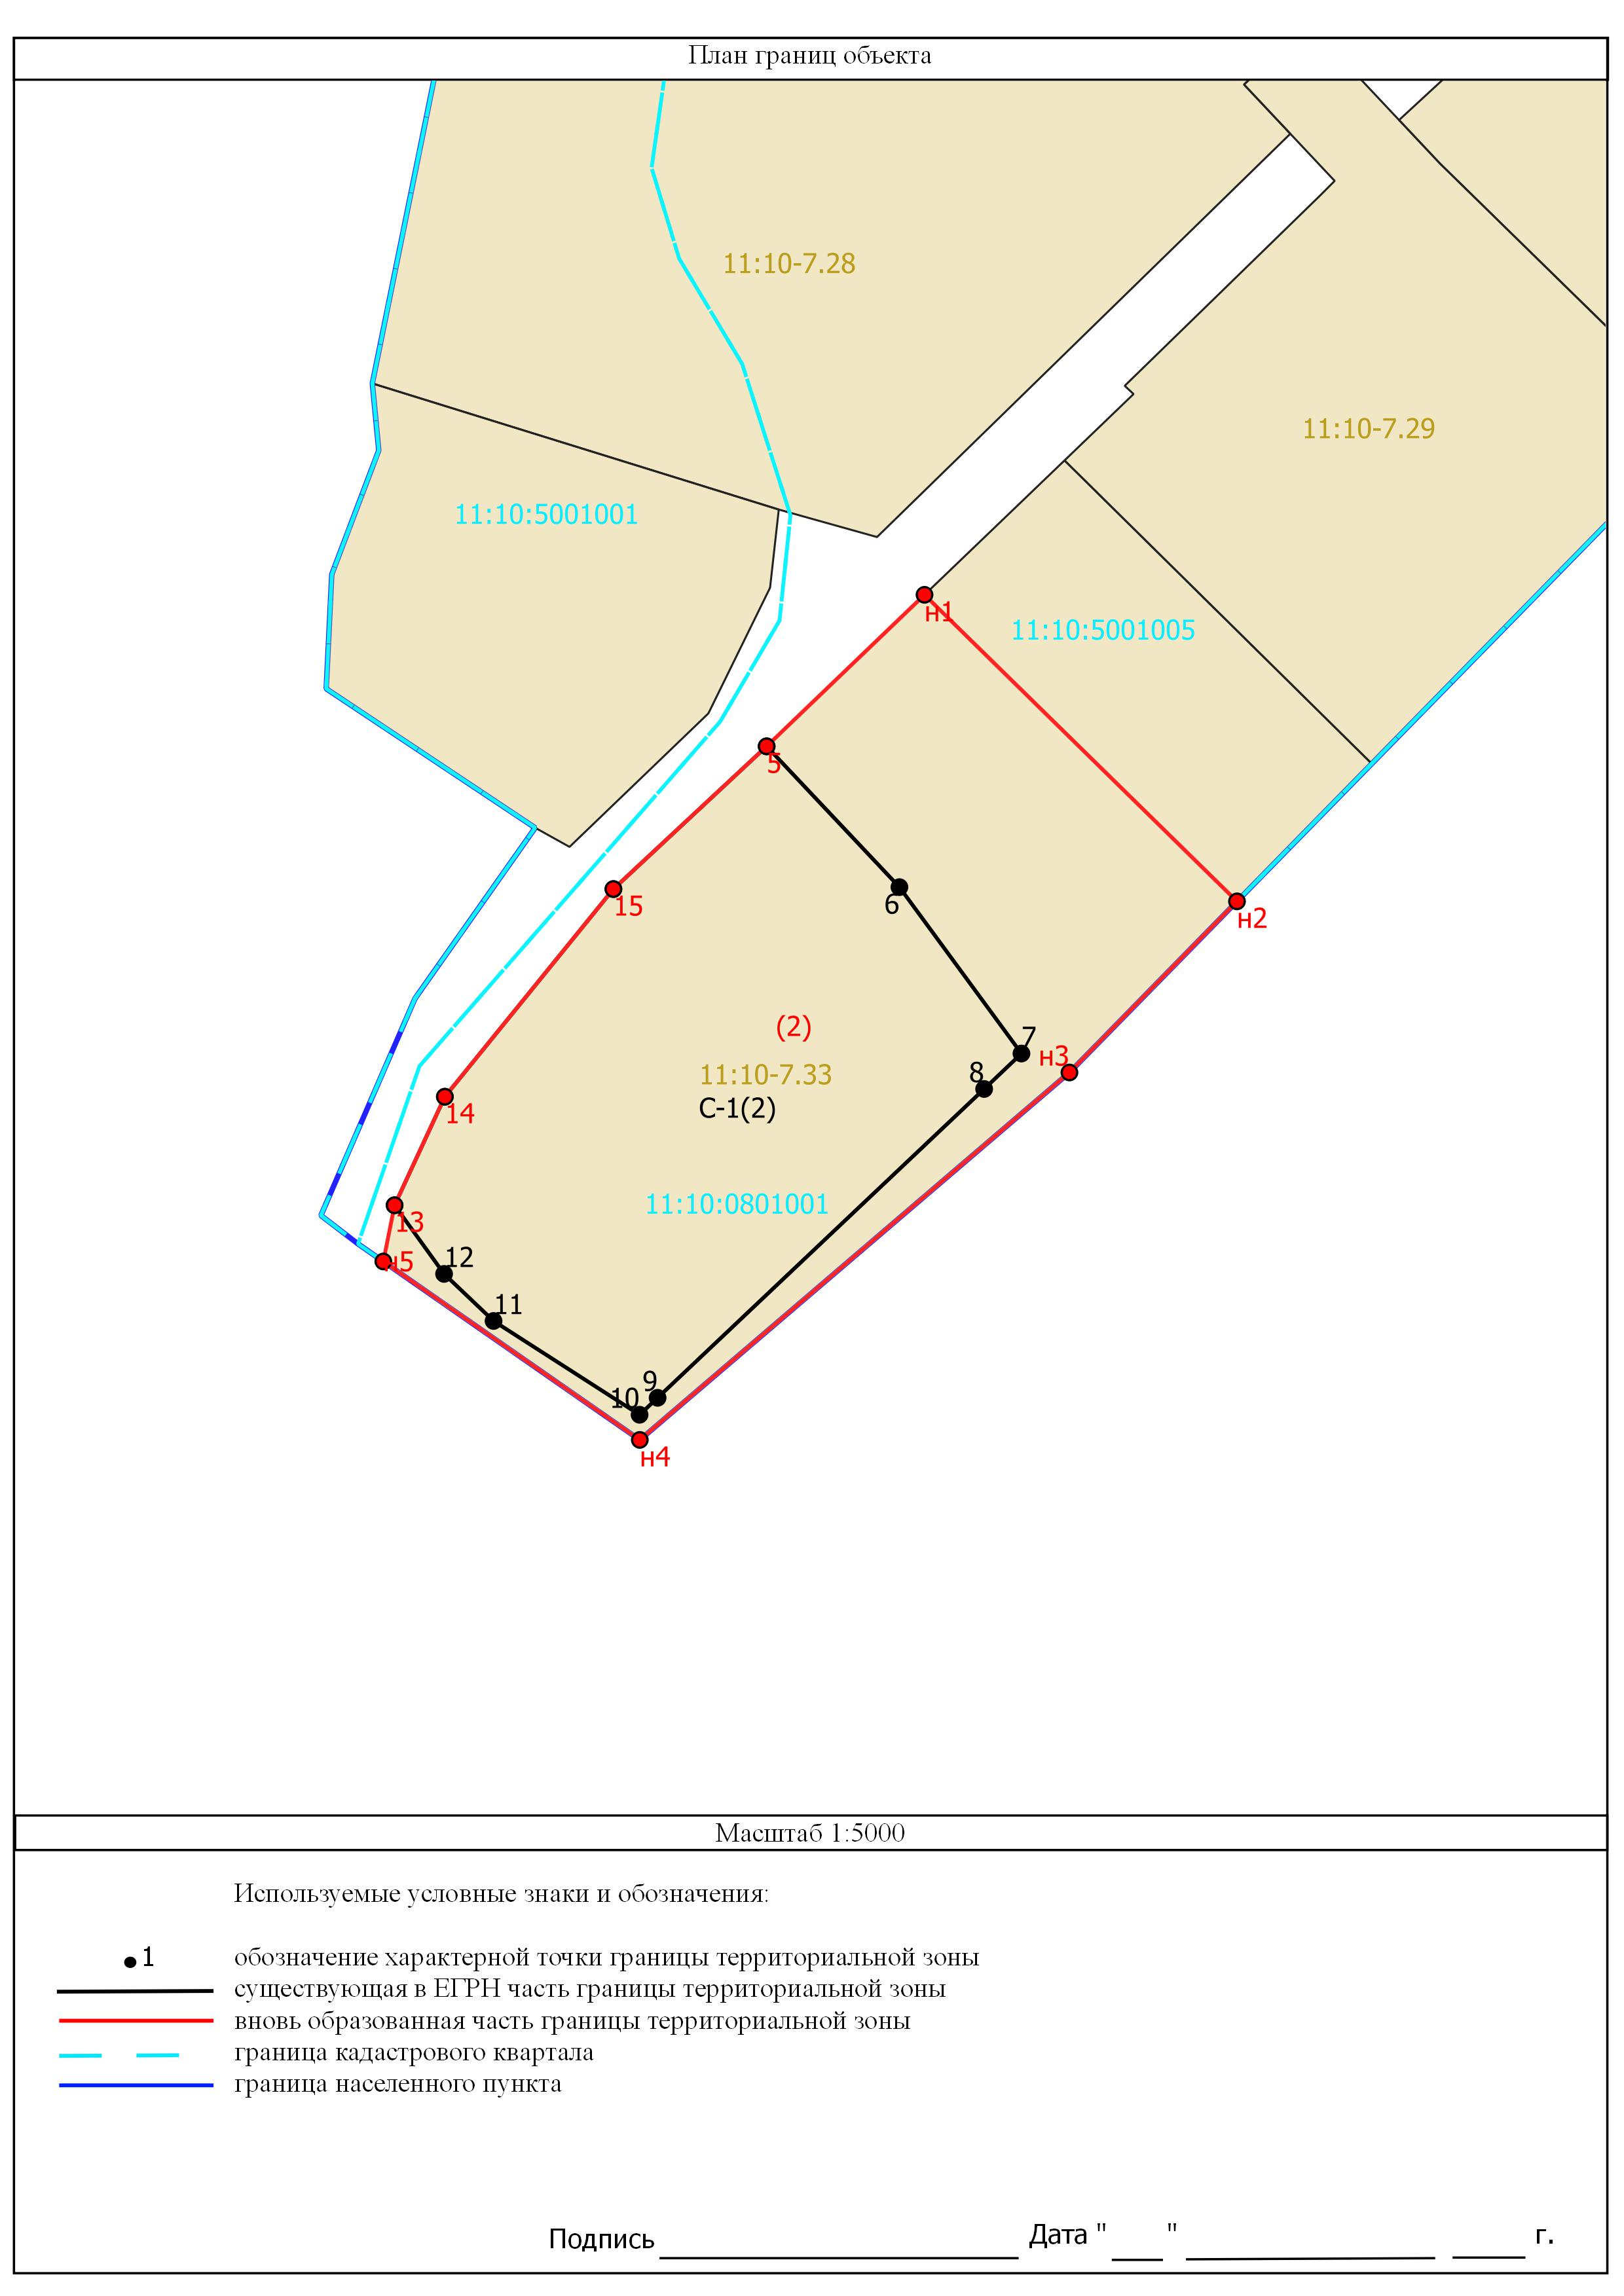 План границ объекта
11:10-7.28
11:10-7.29
11:10:5001001
н1
11:10:5001005
5
6
15
н2
(2)
7
н3
8
11:10-7.33
С-1(2)
14
11:10:0801001
13
12
н5
11
9
10
н4
Масштаб 1:5000
Используемые условные знаки и обозначения:
1 обозначение характерной точки границы территориальной зоны
существующая в ЕГРН часть границы территориальной зоны
вновь образованная часть границы территориальной зоны
граница кадастрового квартала
граница населенного пункта
Подпись Дата " " г.